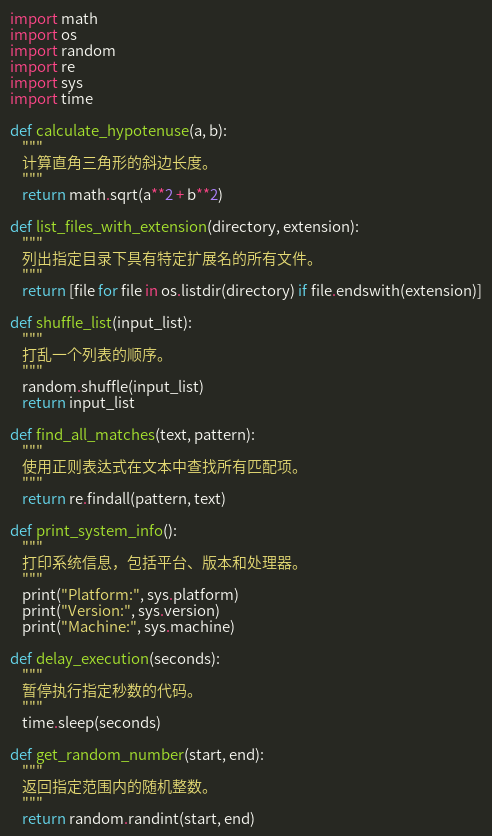 import math
import os
import random
import re
import sys
import time

def calculate_hypotenuse(a, b):
    """
    计算直角三角形的斜边长度。
    """
    return math.sqrt(a**2 + b**2)

def list_files_with_extension(directory, extension):
    """
    列出指定目录下具有特定扩展名的所有文件。
    """
    return [file for file in os.listdir(directory) if file.endswith(extension)]

def shuffle_list(input_list):
    """
    打乱一个列表的顺序。
    """
    random.shuffle(input_list)
    return input_list

def find_all_matches(text, pattern):
    """
    使用正则表达式在文本中查找所有匹配项。
    """
    return re.findall(pattern, text)

def print_system_info():
    """
    打印系统信息，包括平台、版本和处理器。
    """
    print("Platform:", sys.platform)
    print("Version:", sys.version)
    print("Machine:", sys.machine)

def delay_execution(seconds):
    """
    暂停执行指定秒数的代码。
    """
    time.sleep(seconds)

def get_random_number(start, end):
    """
    返回指定范围内的随机整数。
    """
    return random.randint(start, end)